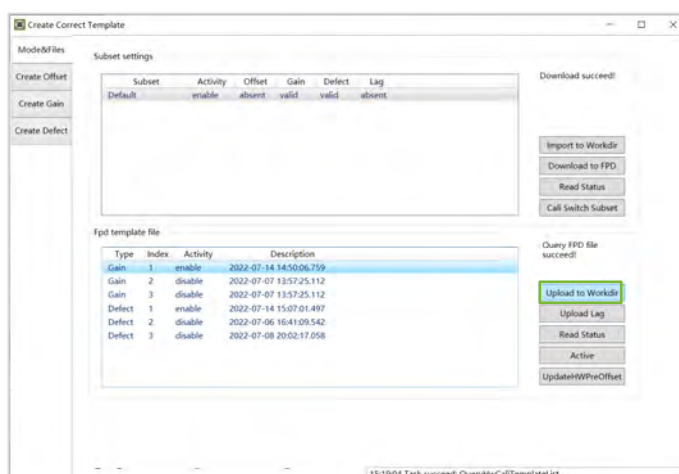 Create Correct Template
Mode&Files
Create Offset
Create Gain
Create Defect
Subset settings
Subset Activity Offset Gain Defect Lag
Default enable absent valid valid absent
Download succeed!
Import to Workdir
Download to FPD
Read Status
Cali Switch Subset
Fpd template file
Type Index Activity Description
Gain 1 enable 2022-07-14 14:50:06.759
Gain 2 disable 2022-07-07 13:57:25.112
Gain 3 disable 2022-07-07 13:57:25.112
Defect 1 enable 2022-07-14 15:07:01.497
Defect 2 disable 2022-07-06 16:41:09.542
Defect 3 disable 2022-07-08 20:02:17.058
Query FPD file
succeed!
Upload to Workdir
Upload Lag
Read Status
Active
UpdateHWPreOffset
15:19:04 Task succeed: QueryHwCaliTemplateList